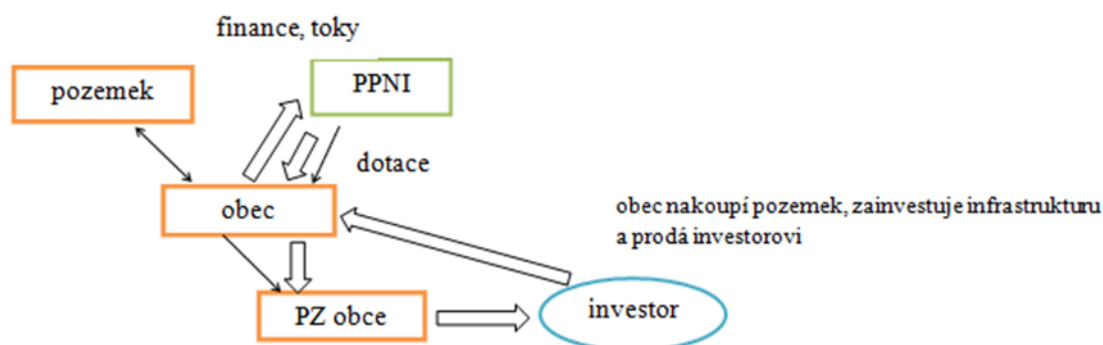 finance, toky
pozemek
PPNI
dotace
obec
obec nakoupí pozemek, zainvestuje infrastrukturu
a prodá investorovi
PZ obce
investor